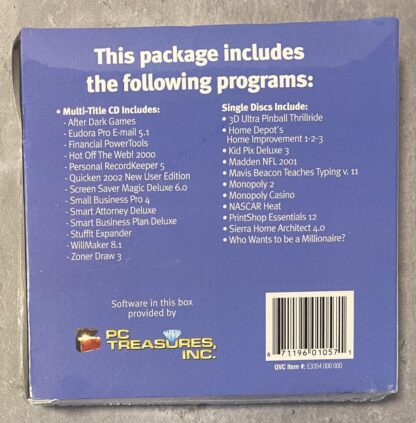 This package includes
the following programs:
• Multi-Title CD Includes:
- After Dark Games
- Eudora Pro E-mail 5.1
- Financial PowerTools
- Hot Off The Web! 2000
- Personal RecordKeeper 5
- Quicken 2002 New User Edition
- Screen Saver Magic Deluxe 6.0
- Small Business Pro 4
- Smart Attorney Deluxe
- Smart Business Plan Deluxe
- StuffIt Expander
- WillMaker 8.1
- Zoner Draw 3
Single Discs Include:
• 3D Ultra Pinball Thrillride
• Home Depot's
Home Improvement 1-2-3
• Kid Pix Deluxe 3
• Madden NFL 2001
• Mavis Beacon Teaches Typing v. 11
• Monopoly 2
• Monopoly Casino
• NASCAR Heat
• PrintShop Essentials 12
• Sierra Home Architect 4.0
• Who Wants to be a Millionaire?
Software in this box
provided by
PC
TREASURES,
INC.
6 71196 01057 1
QVC Item #: E3354 000 000